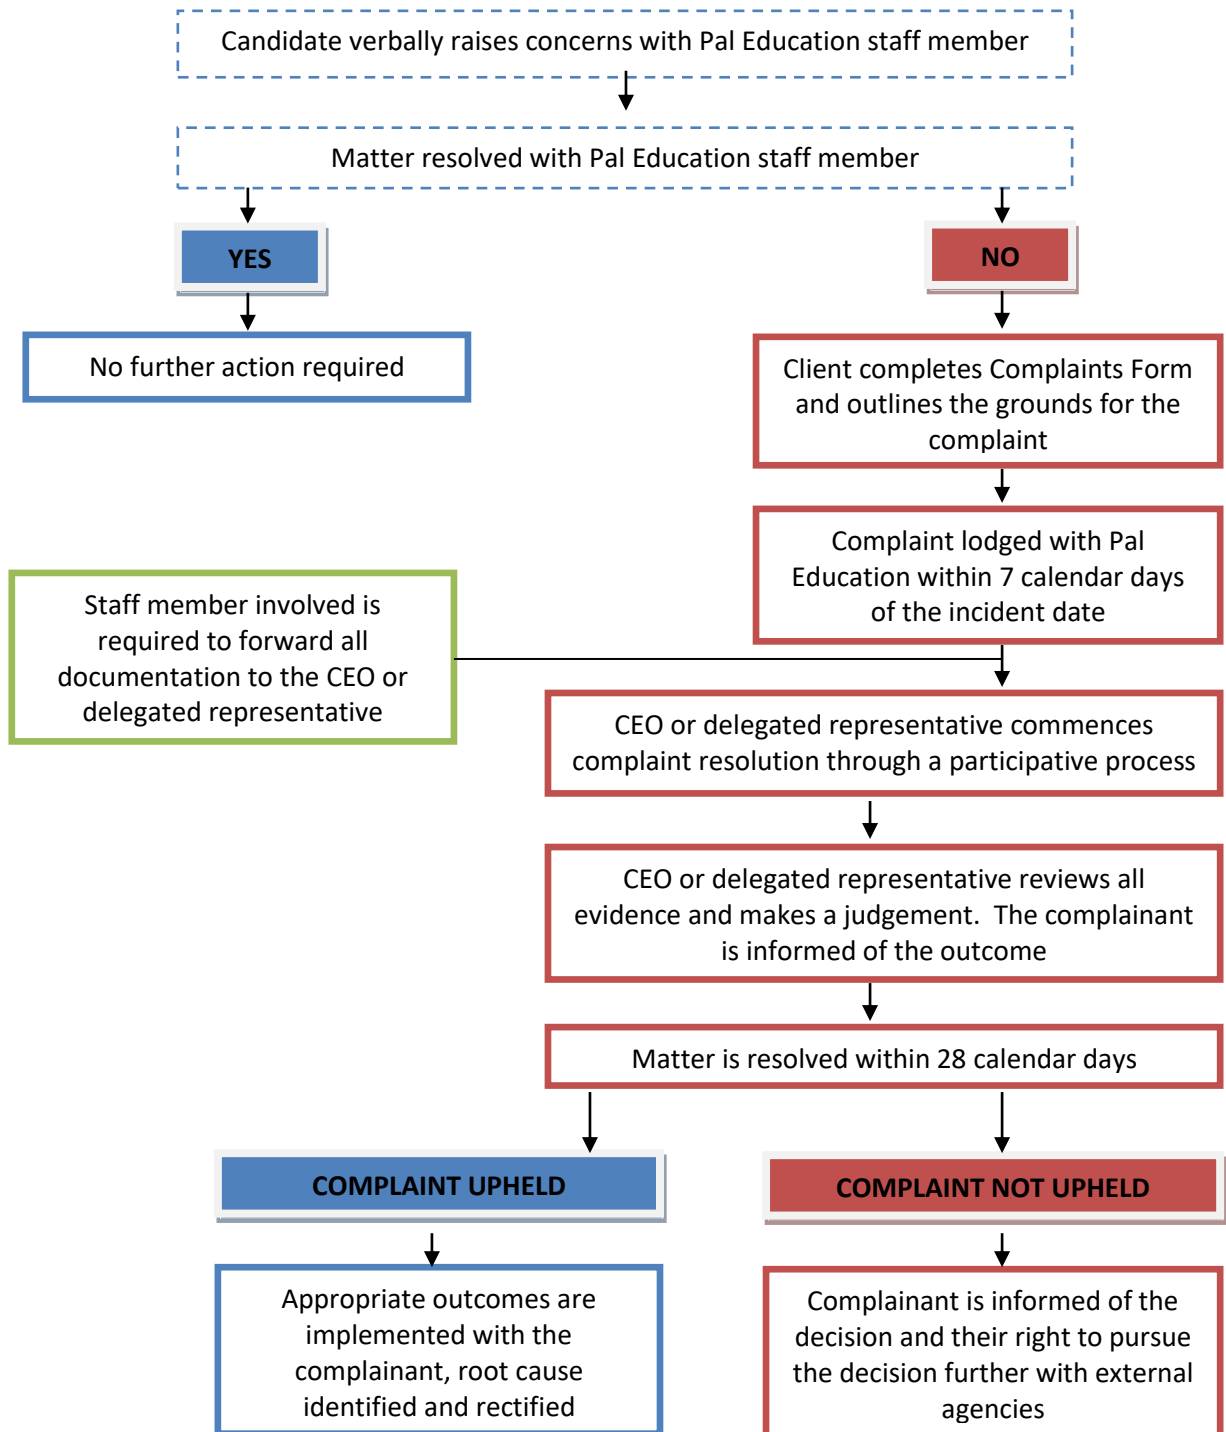 Candidate verbally raises concerns with Pal Education staff member
Matter resolved with Pal Education staff member
YES
NO
No further action required
Client completes Complaints Form
and outlines the grounds for the
complaint
Complaint lodged with Pal
Education within 7 calendar days
of the incident date
Staff member involved is
required to forward all
documentation to the CEO or
delegated representative
CEO or delegated representative commences
complaint resolution through a participative process
CEO or delegated representative reviews all
evidence and makes a judgement.  The complainant
is informed of the outcome
Matter is resolved within 28 calendar days
COMPLAINT UPHELD
COMPLAINT NOT UPHELD
Appropriate outcomes are
implemented with the
complainant, root cause
identified and rectified
Complainant is informed of the
decision and their right to pursue
the decision further with external
agencies